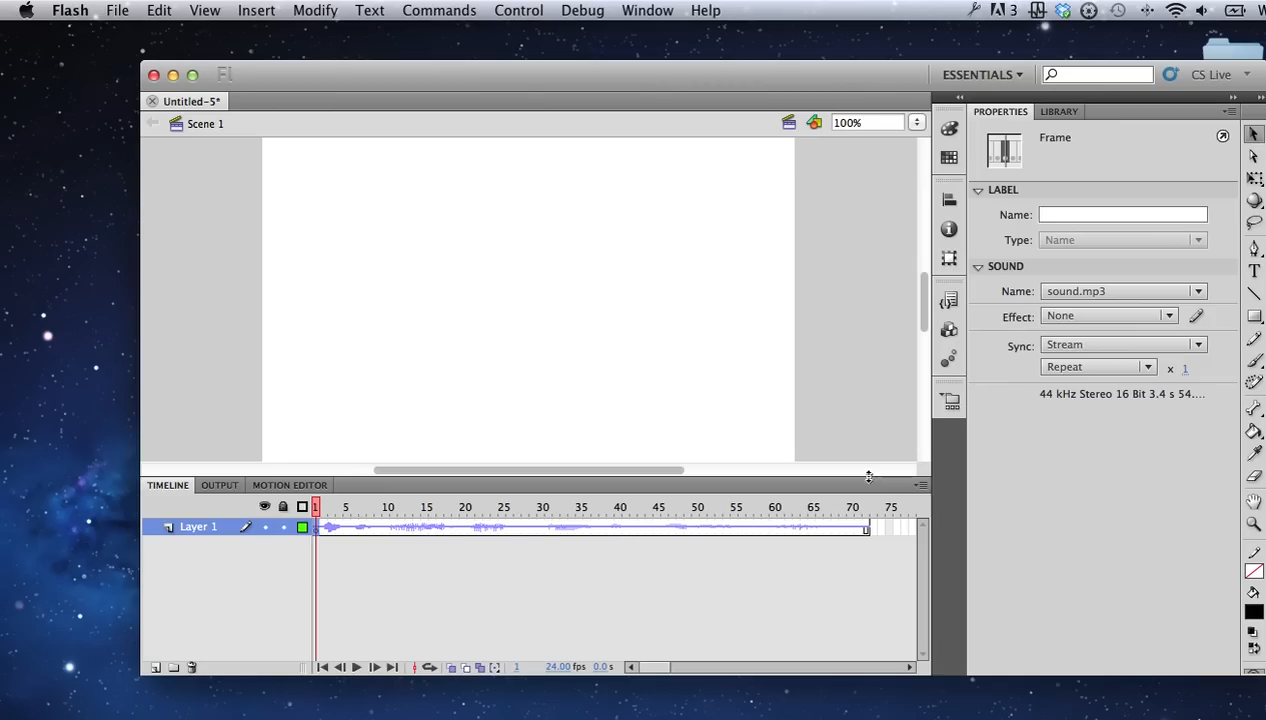 Flash File Edit View Insert Modify Text Commands Control Debug Window Help 3
Fl ESSENTIALS CS Live
Untitled-5*
Scene 1 100%
PROPERTIES LIBRARY
Frame
LABEL
Name:
Type: Name
SOUND
Name: sound.mp3
Effect: None
Sync: Stream
Repeat x 1
44 kHz Stereo 16 Bit 3.4 s 54....
TIMELINE OUTPUT MOTION EDITOR
1 5 10 15 20 25 30 35 40 45 50 55 60 65 70 75
Layer 1
1 24.00 fps 0.0 s